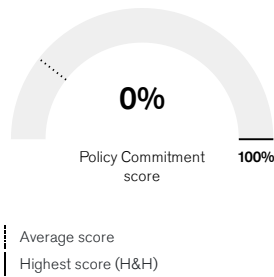 0%
Policy Commitment
score
100%
Average score
Highest score (H&H)